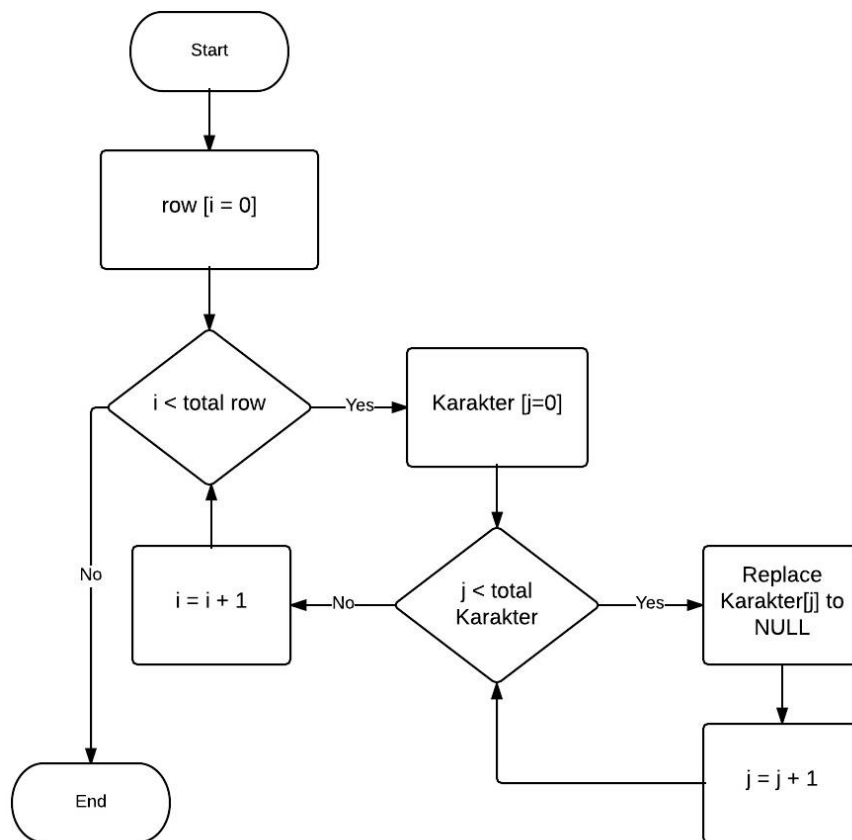 Start
row [i = 0]
i < total row
Yes
Karakter [j=0]
No
i = i + 1
No
j < total
Karakter
Yes
Replace
Karakter[j] to
NULL
j = j + 1
End